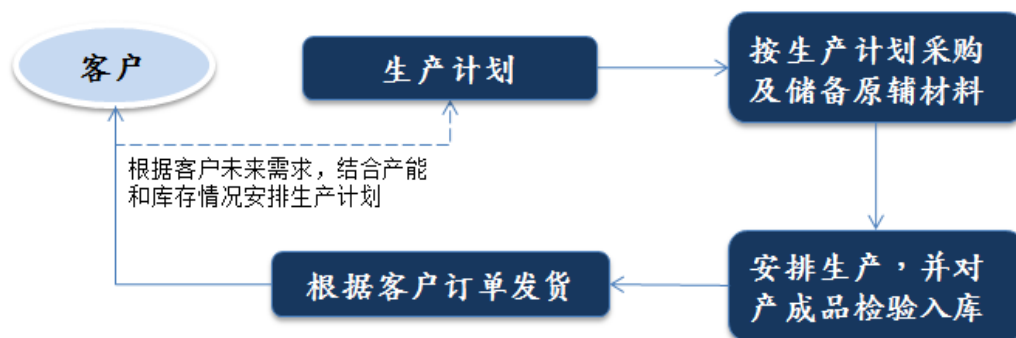 客户
生产计划
按生产计划采购
及储备原辅材料
根据客户未来需求，结合产能
和库存情况安排生产计划
根据客户订单发货
安排生产，并对
产成品检验入库